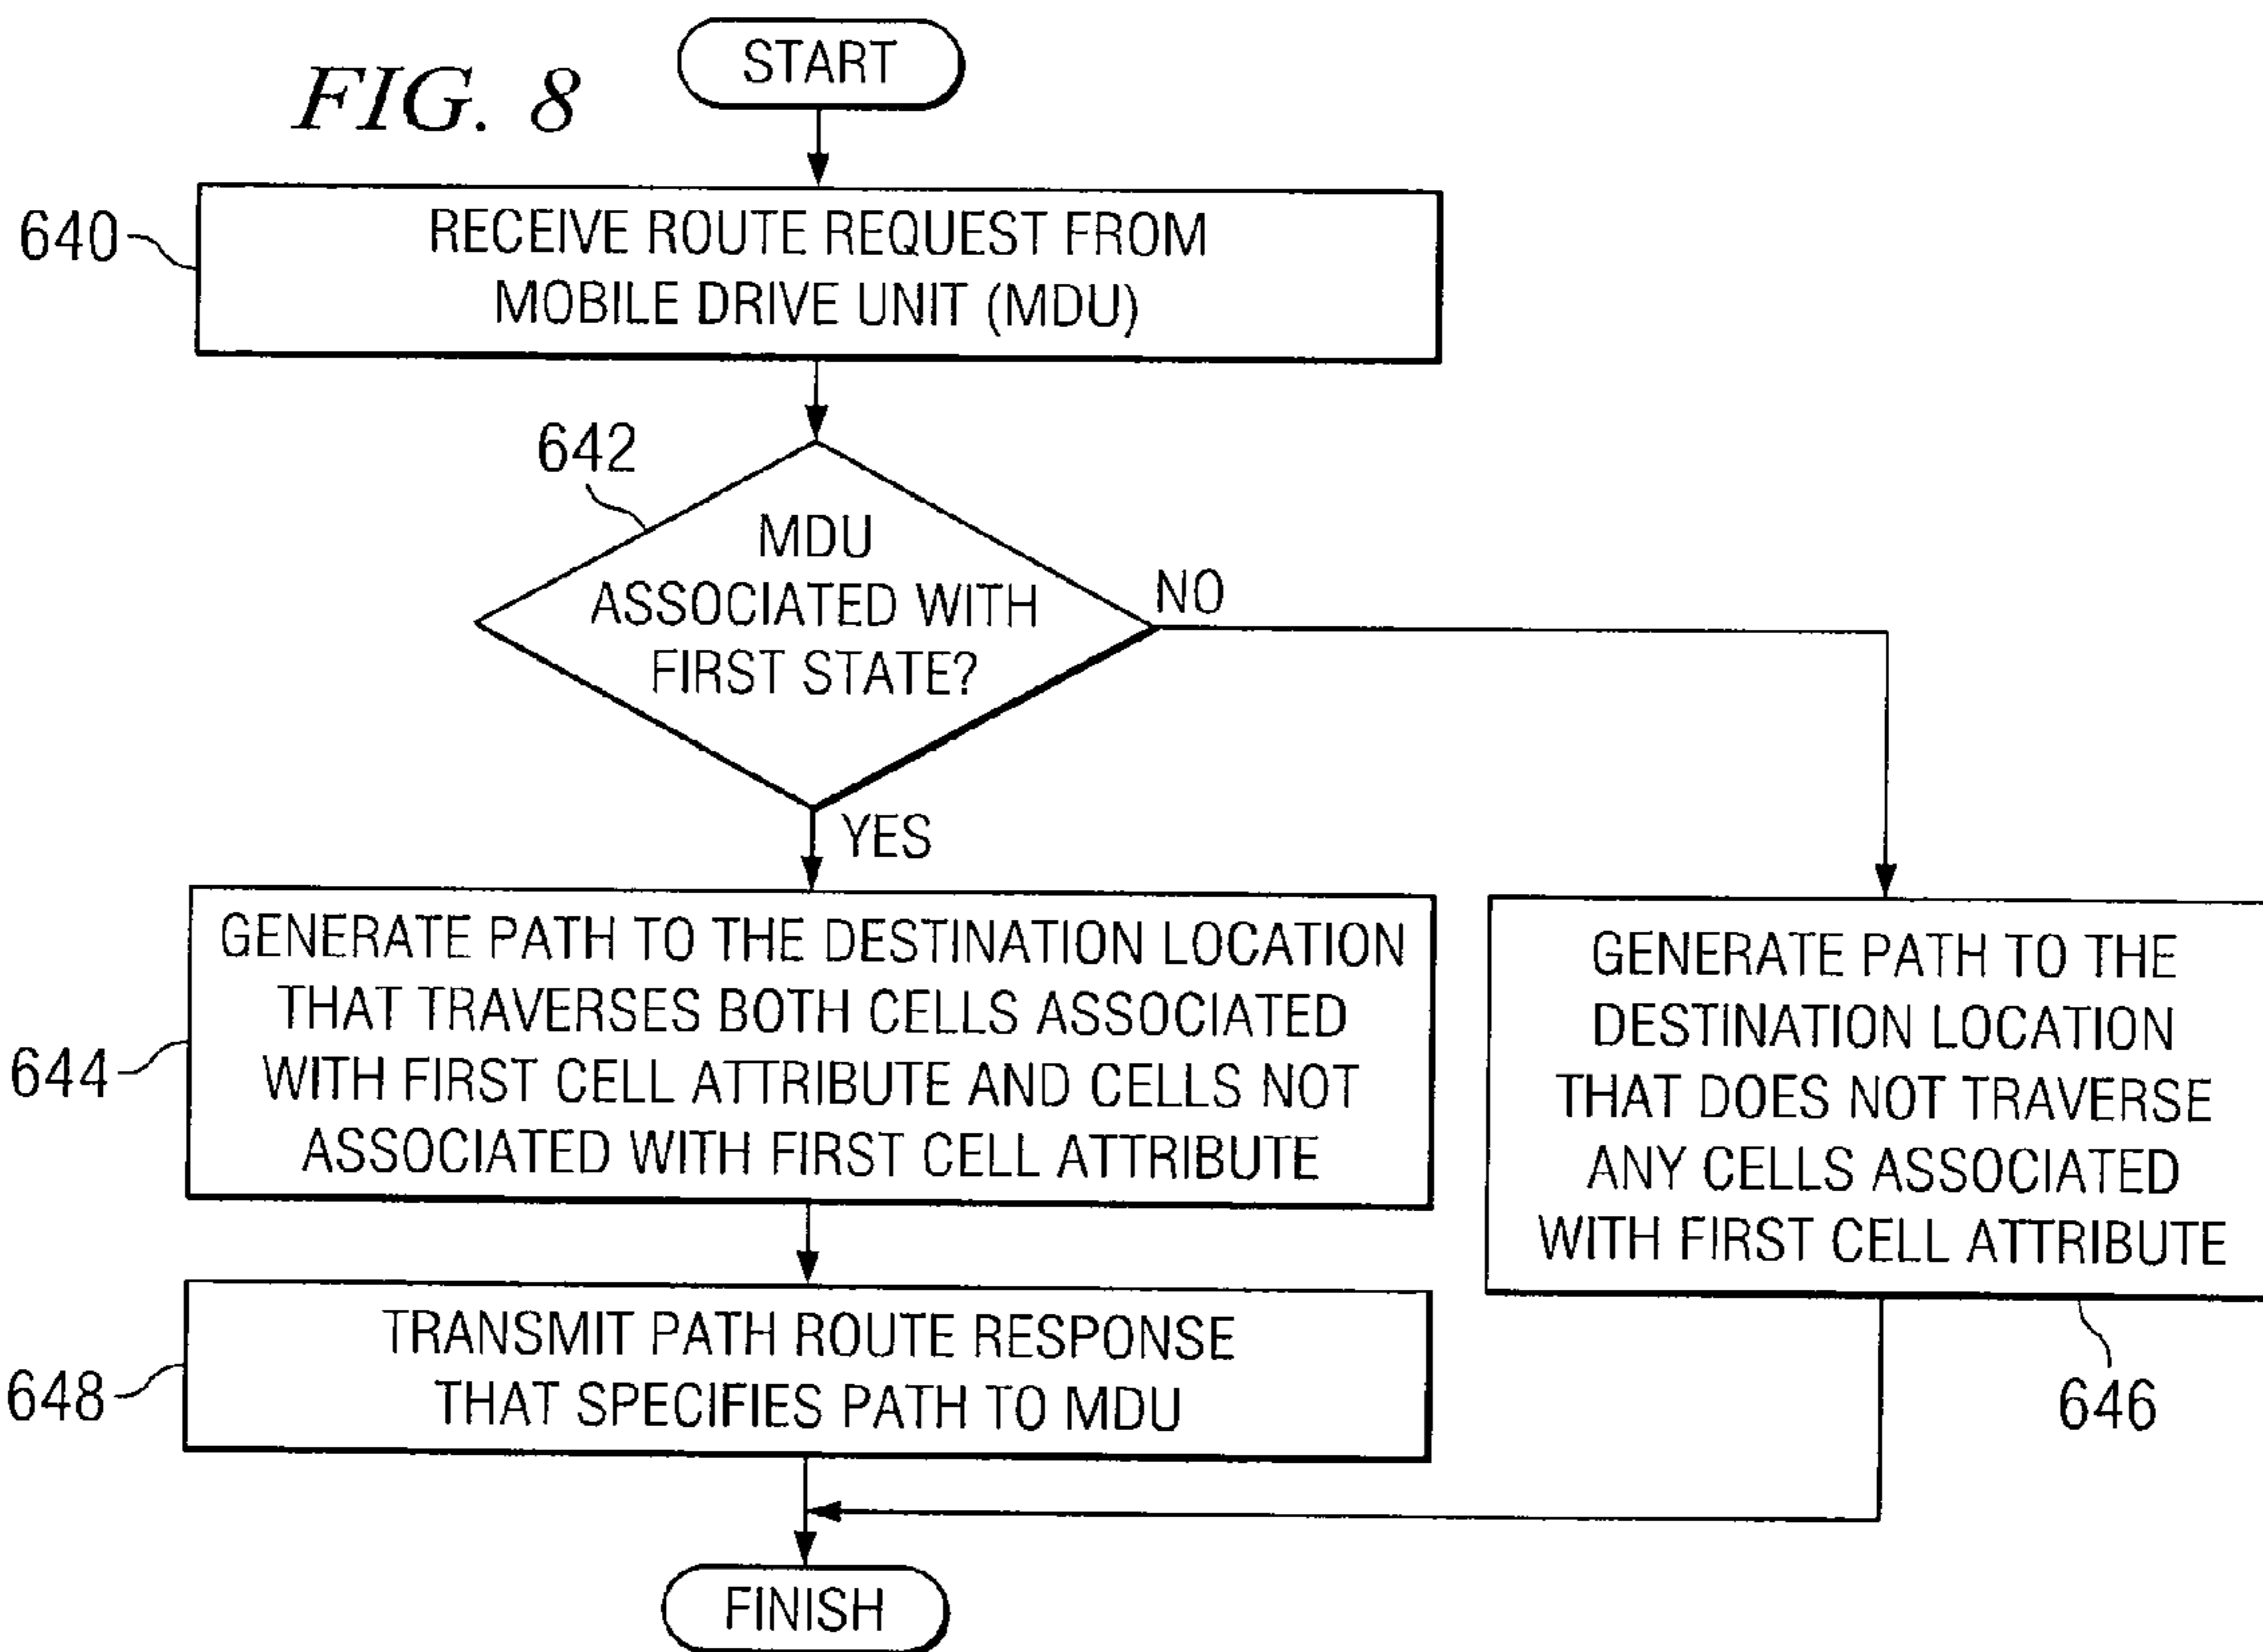 FIG. 8
START
640
RECEIVE ROUTE REQUEST FROM
MOBILE DRIVE UNIT (MDU)
642
MDU
ASSOCIATED WITH
FIRST STATE?
NO
YES
644
GENERATE PATH TO THE DESTINATION LOCATION
THAT TRAVERSES BOTH CELLS ASSOCIATED
WITH FIRST CELL ATTRIBUTE AND CELLS NOT
ASSOCIATED WITH FIRST CELL ATTRIBUTE
GENERATE PATH TO THE
DESTINATION LOCATION
THAT DOES NOT TRAVERSE
ANY CELLS ASSOCIATED
WITH FIRST CELL ATTRIBUTE
646
648
TRANSMIT PATH ROUTE RESPONSE
THAT SPECIFIES PATH TO MDU
FINISH